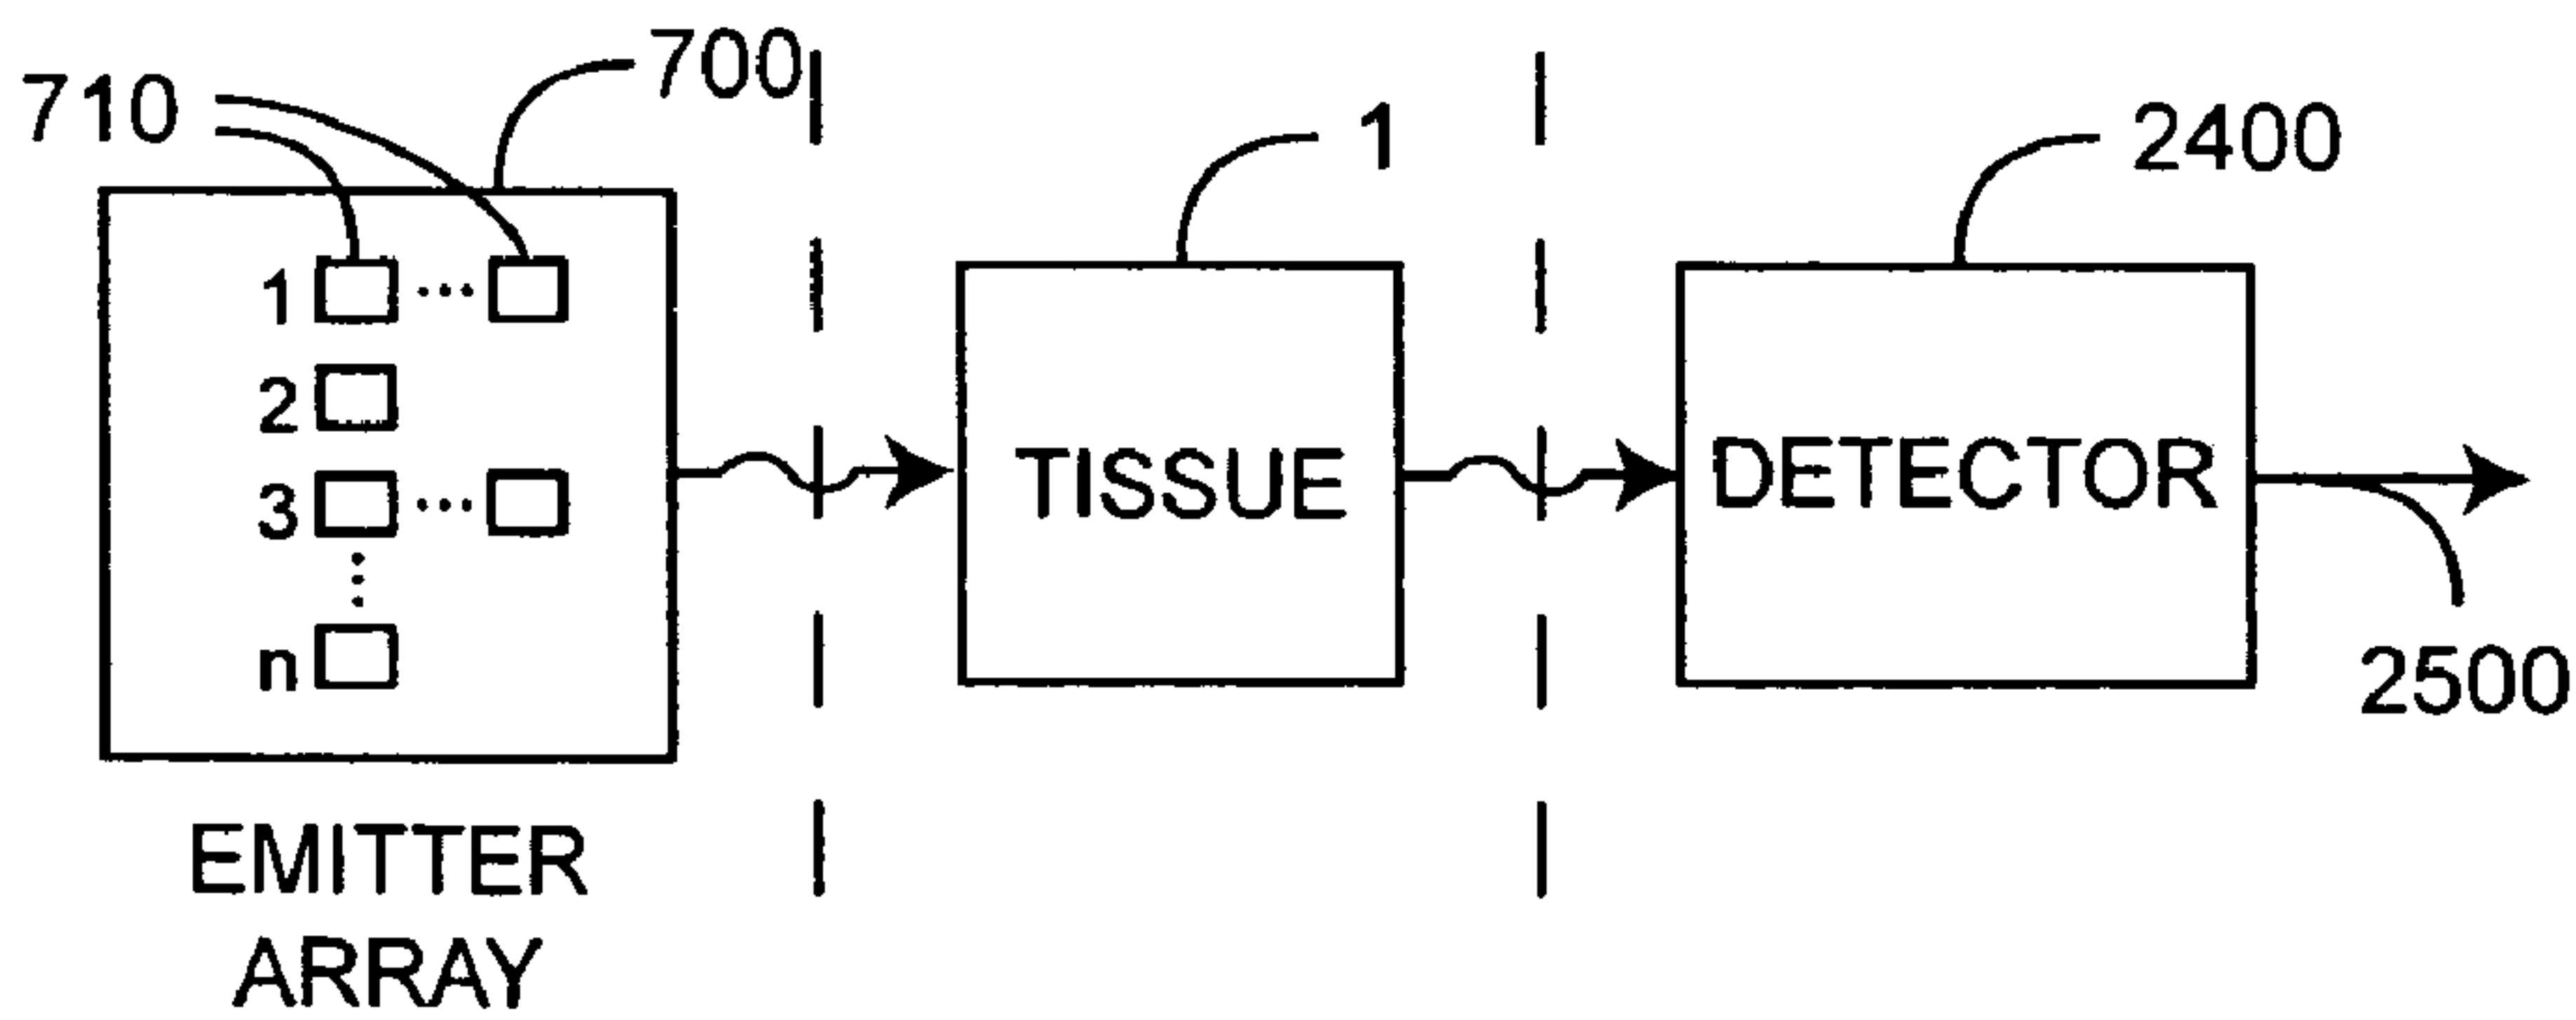 700
710
1
2400
1 ...
2
3 ...
n
TISSUE
DETECTOR
2500
EMITTER
ARRAY